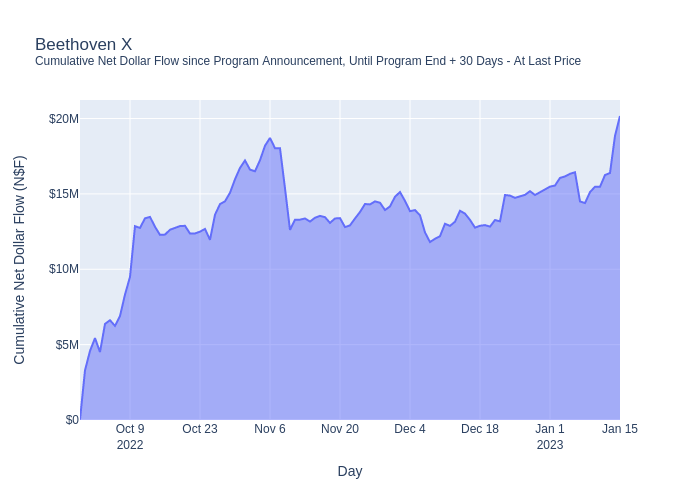 Beethoven X
Cumulative Net Dollar Flow since Program Announcement, Until Program End + 30 Days - At Last Price
Cumulative Net Dollar Flow (N$F)
$20M
$15M
$10M
$5M
$0
Oct 9
2022
Oct 23
Nov 6
Nov 20
Dec 4
Dec 18
Jan 1
2023
Jan 15
Day